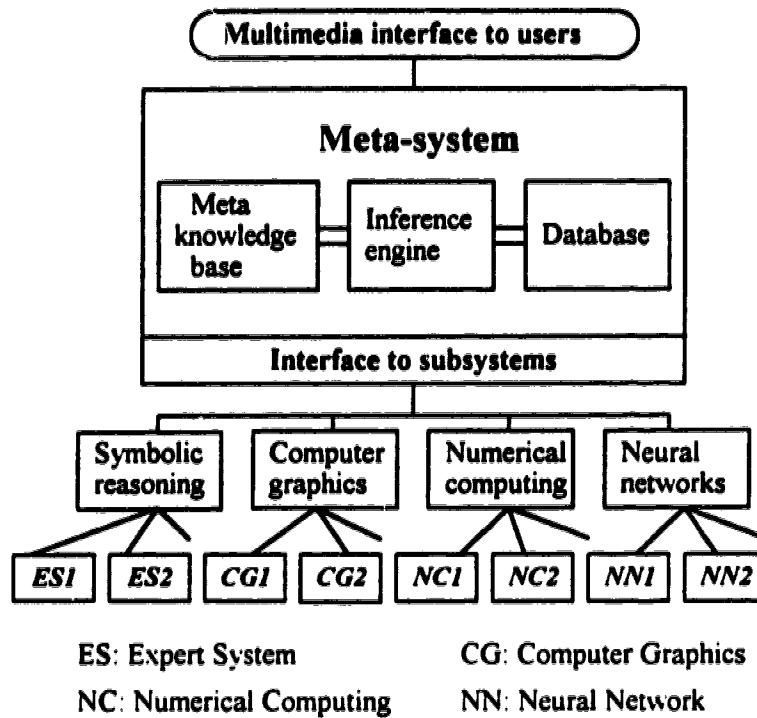 Multimedia interface to users
Meta-system
Meta
knowledge
base
Inference
engine
Database
Interface to subsystems
Symbolic
reasoning
Computer
graphics
Numerical
computing
Neural
networks
ES1 ES2 CG1 CG2 NC1 NC2 NN1 NN2
ES: Expert System
CG: Computer Graphics
NC: Numerical Computing
NN: Neural Network